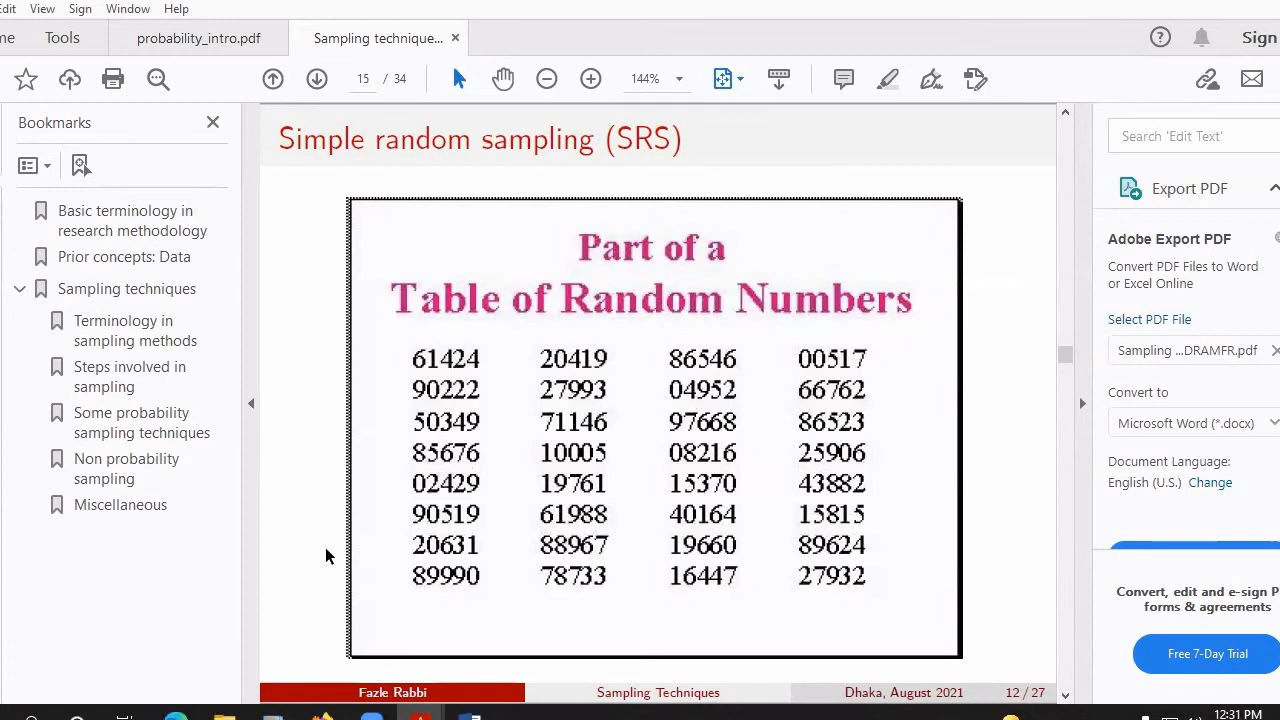 Edit View Sign Window Help
me Tools probability_intro.pdf Sampling technique... × Sign
15 / 34 144%
Bookmarks
Basic terminology in
research methodology
Prior concepts: Data
Sampling techniques
Terminology in
sampling methods
Steps involved in
sampling
Some probability
sampling techniques
Non probability
sampling
Miscellaneous
Simple random sampling (SRS)
Part of a
Table of Random Numbers
61424 20419 86546 00517
90222 27993 04952 66762
50349 71146 97668 86523
85676 10005 08216 25906
02429 19761 15370 43882
90519 61988 40164 15815
20631 88967 19660 89624
89990 78733 16447 27932
Fazle Rabbi Sampling Techniques Dhaka, August 2021 12 / 27
Search 'Edit Text'
Export PDF
Adobe Export PDF
Convert PDF Files to Word
or Excel Online
Select PDF File
Sampling ...DRAMFR.pdf ×
Convert to
Microsoft Word (*.docx)
Document Language:
English (U.S.) Change
Convert, edit and e-sign P
forms & agreements
Free 7-Day Trial
12:31 PM